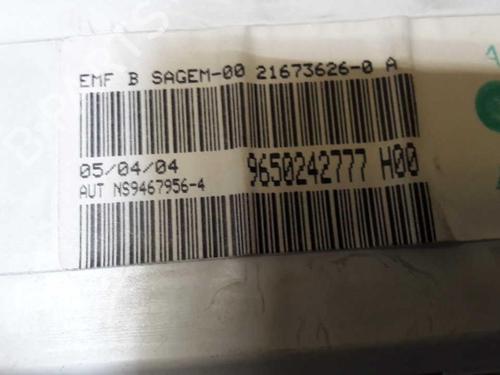 EMF B SAGEM-00 21673626-0 A
05/04/04
9650242777 H00
AUT NS9467956-4